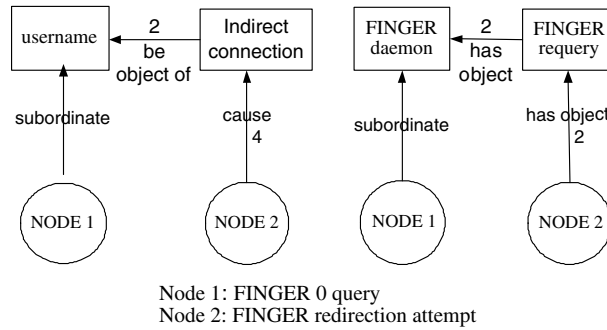 username
2
be
object of
Indirect
connection
FINGER
daemon
2
has
object
FINGER
requery
subordinate
cause
4
subordinate
has object
2
NODE 1
NODE 2
NODE 1
NODE 2
Node 1: FINGER 0 query
Node 2: FINGER redirection attempt